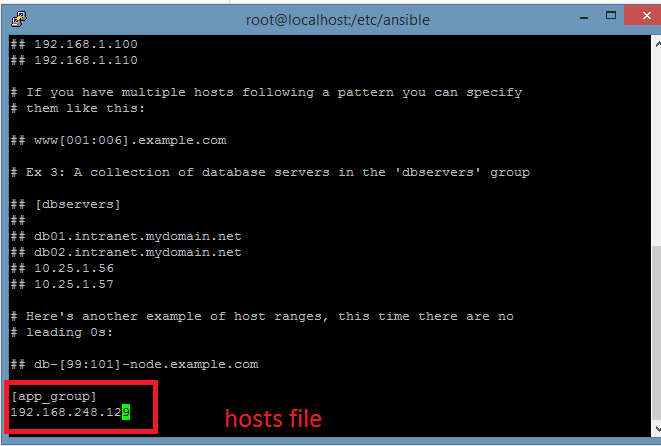 root@localhost:/etc/ansible
## 192.168.1.100
## 192.168.1.110
# If you have multiple hosts following a pattern you can specify
# them like this:
## www[001:006].example.com
# Ex 3: A collection of database servers in the 'dbservers' group
## [dbservers]
##
## db01.intranet.mydomain.net
## db02.intranet.mydomain.net
## 10.25.1.56
## 10.25.1.57
# Here's another example of host ranges, this time there are no
# leading 0s:
## db-[99:101]-node.example.com
[app_group]
192.168.248.129
hosts file